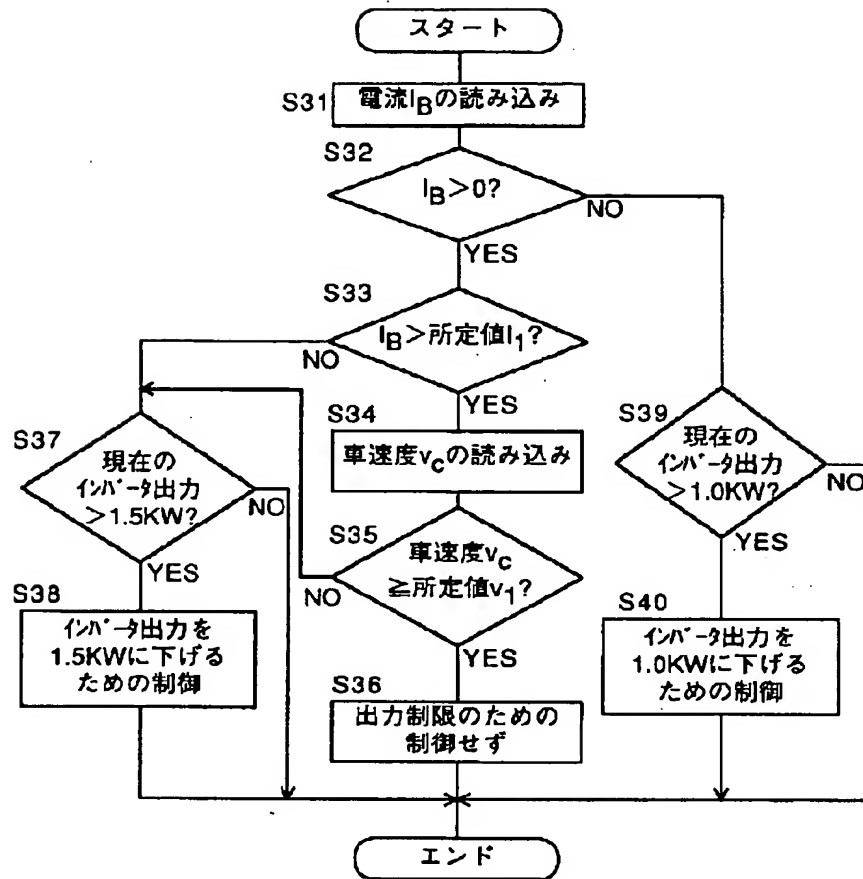 スタート
S31
電流IBの読み込み
S32
IB＞0?
NO
YES
S33
IB＞所定値I1?
NO
YES
S34
車速度vcの読み込み
S35
車速度vc
≧所定値v1?
NO
YES
S36
出力制限のための
制御せず
S37
現在の
インバータ出力
＞1.5KW?
NO
YES
S38
インバータ出力を
1.5KWに下げる
ための制御
S39
現在の
インバータ出力
＞1.0KW?
NO
YES
S40
インバータ出力を
1.0KWに下げる
ための制御
エンド